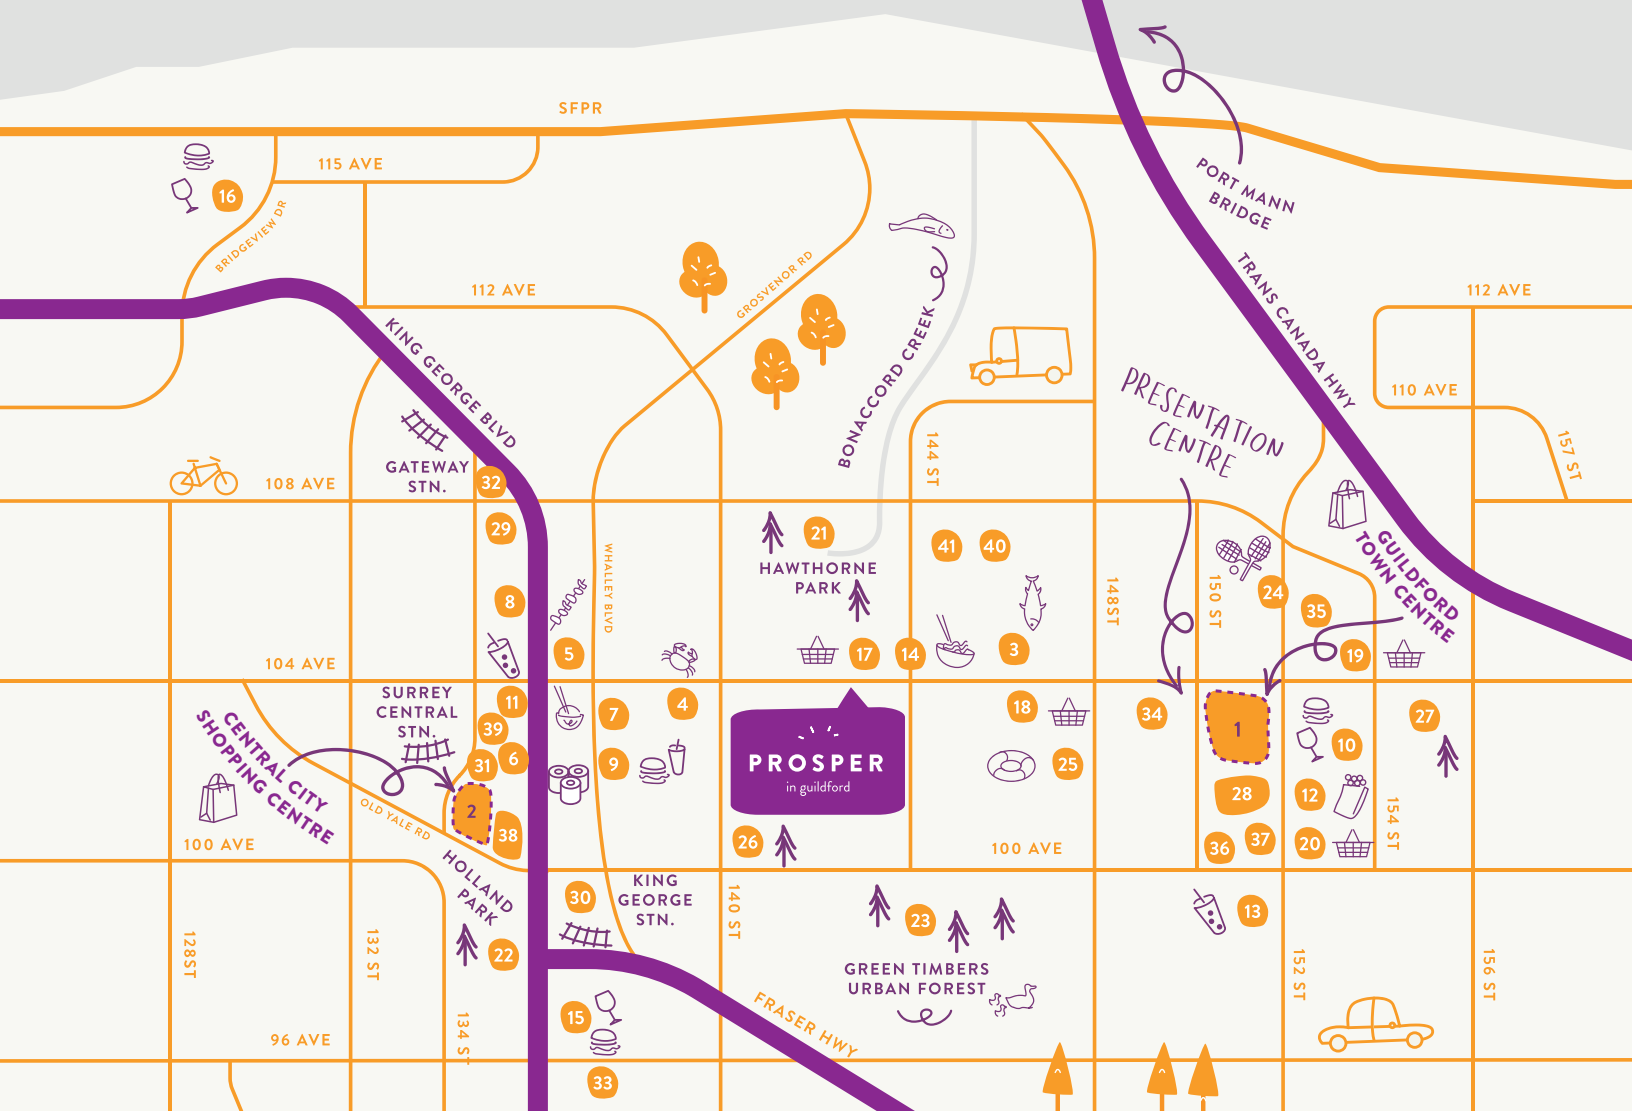 SFPR
115 AVE
16
BRIDGEVIEW DR
PORT MANN
BRIDGE
112 AVE
GROSVENOR RD
TRANS CANADA HWY
112 AVE
KING GEORGE BLVD
BONACCORD CREEK
110 AVE
PRESENTATION
CENTRE
144 ST
157 ST
GATEWAY
STN.
32
108 AVE
29
21
41
40
HAWTHORNE
PARK
WHALLEY BLVD
148ST
150 ST
24
35
GUILDFORD
TOWN CENTRE
8
5
17
14
3
19
104 AVE
SURREY
CENTRAL
STN.
11
39
31
6
7
4
9
18
34
1
27
10
25
PROSPER
in guildford
CENTRAL CITY
SHOPPING CENTRE
OLD YALE RD
2
38
28
12
154 ST
100 AVE
26
100 AVE
36
37
20
HOLLAND
PARK
30
KING
GEORGE
STN.
140 ST
23
13
22
128ST
132 ST
GREEN TIMBERS
URBAN FOREST
152 ST
156 ST
134 ST
15
FRASER HWY
96 AVE
33